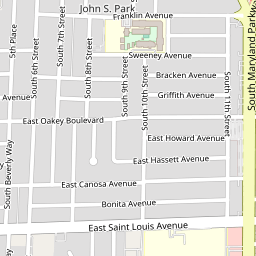 John S. Park
Franklin Avenue
Sweeney Avenue
Bracken Avenue
Griffith Avenue
Avenue
East Oakey Boulevard
East Howard Avenue
East Hassett Avenue
East Canosa Avenue
Bonita Avenue
East Saint Louis Avenue
5th Place
South 6th Street
South 7th Street
South 8th Street
South 9th Street
South 10th Street
South 11th Street
South Maryland Parkw
South Beverly Way